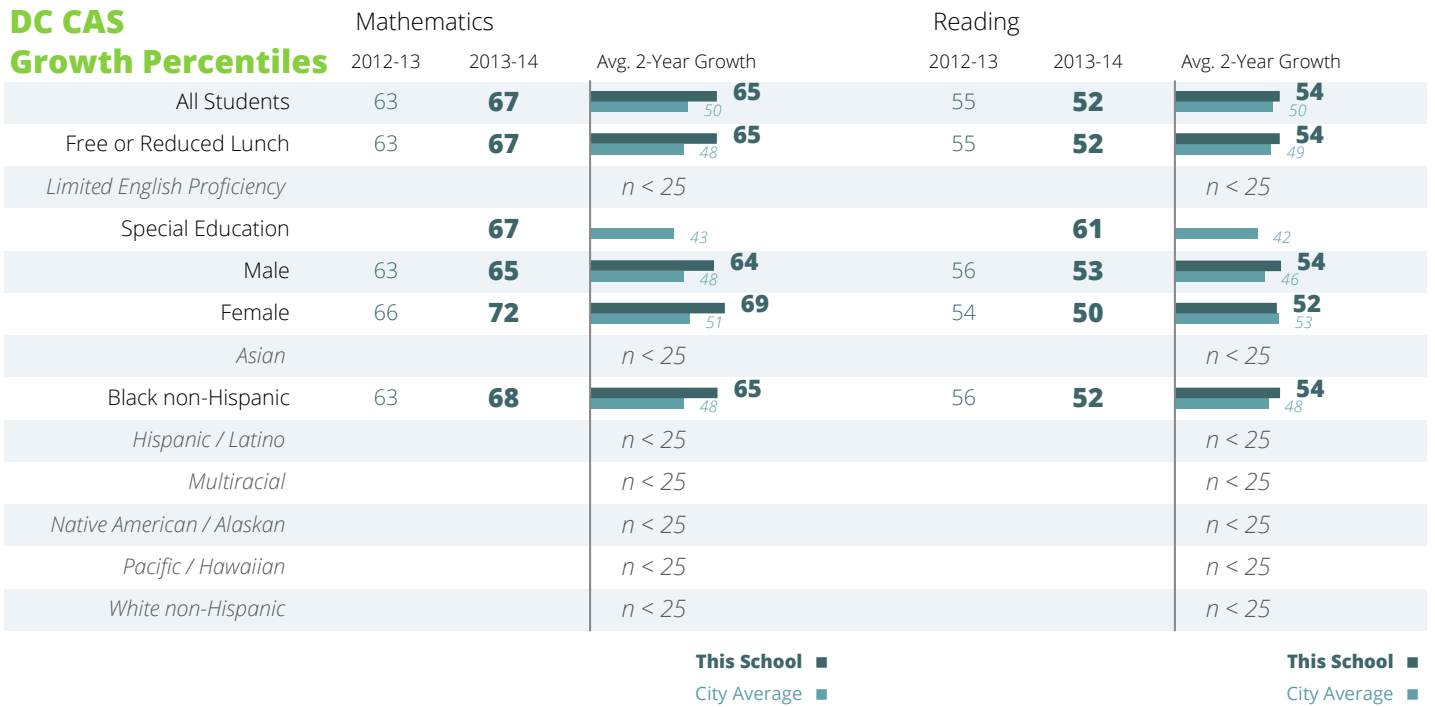 DC CAS
Growth Percentiles
Mathematics
Reading
2012-13 2013-14 Avg. 2-Year Growth 2012-13 2013-14 Avg. 2-Year Growth
All Students 63 67 65 50 55 52 54 50
Free or Reduced Lunch 63 67 65 48 55 52 54 49
Limited English Proficiency n < 25 n < 25
Special Education 67 43 61 42
Male 63 65 64 48 56 53 54 46
Female 66 72 69 51 54 50 52 53
Asian n < 25 n < 25
Black non-Hispanic 63 68 65 48 56 52 54 48
Hispanic / Latino n < 25 n < 25
Multiracial n < 25 n < 25
Native American / Alaskan n < 25 n < 25
Pacific / Hawaiian n < 25 n < 25
White non-Hispanic n < 25 n < 25
This School This School
City Average City Average